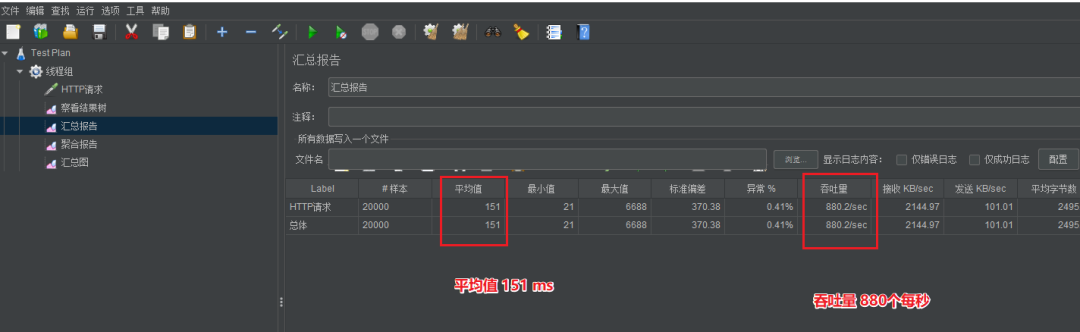 文件 编辑 查找 运行 选项 工具 帮助
Test Plan
线程组
HTTP请求
察看结果树
汇总报告
聚合报告
汇总图
汇总报告
名称： 汇总报告
注释：
所有数据写入一个文件
文件名 浏览... 显示日志内容： 仅错误日志 仅成功日志 配置
Label # 样本 平均值 最小值 最大值 标准偏差 异常 % 吞吐量 接收 KB/sec 发送 KB/sec 平均字节数
HTTP请求 20000 151 21 6688 370.38 0.41% 880.2/sec 2144.97 101.01 2495
总体 20000 151 21 6688 370.38 0.41% 880.2/sec 2144.97 101.01 2495
平均值 151 ms
吞吐量 880个每秒